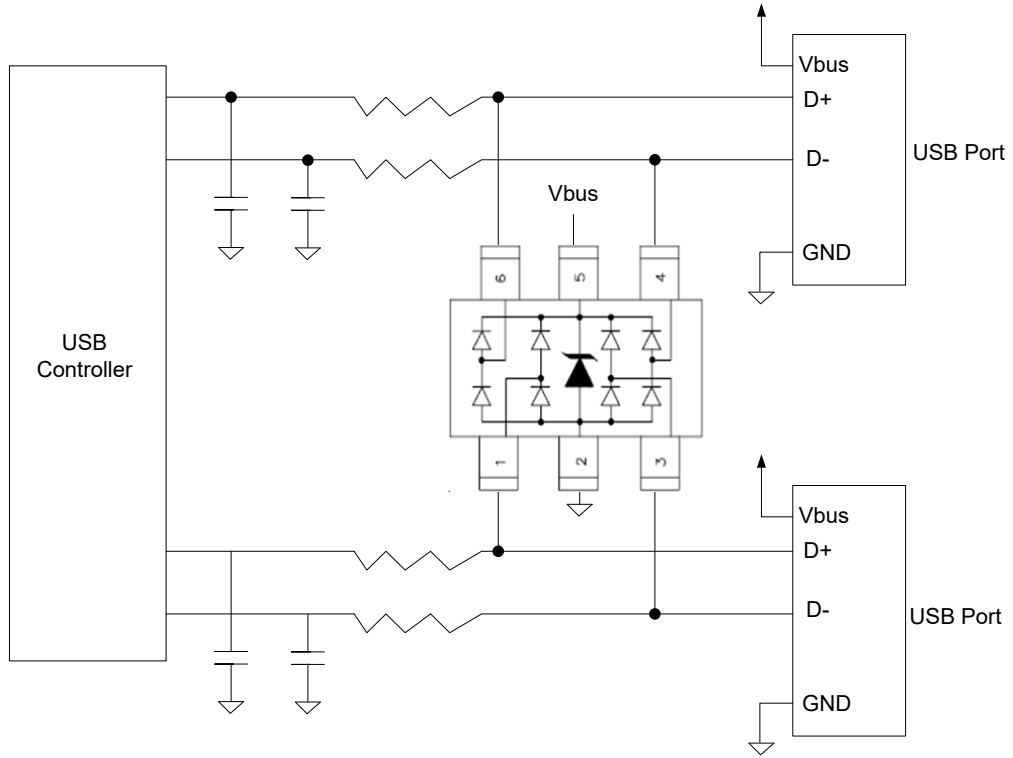 Vbus
D+
D-
USB Port
GND
Vbus
6
5
4
USB
Controller
1
2
3
Vbus
D+
D-
USB Port
GND